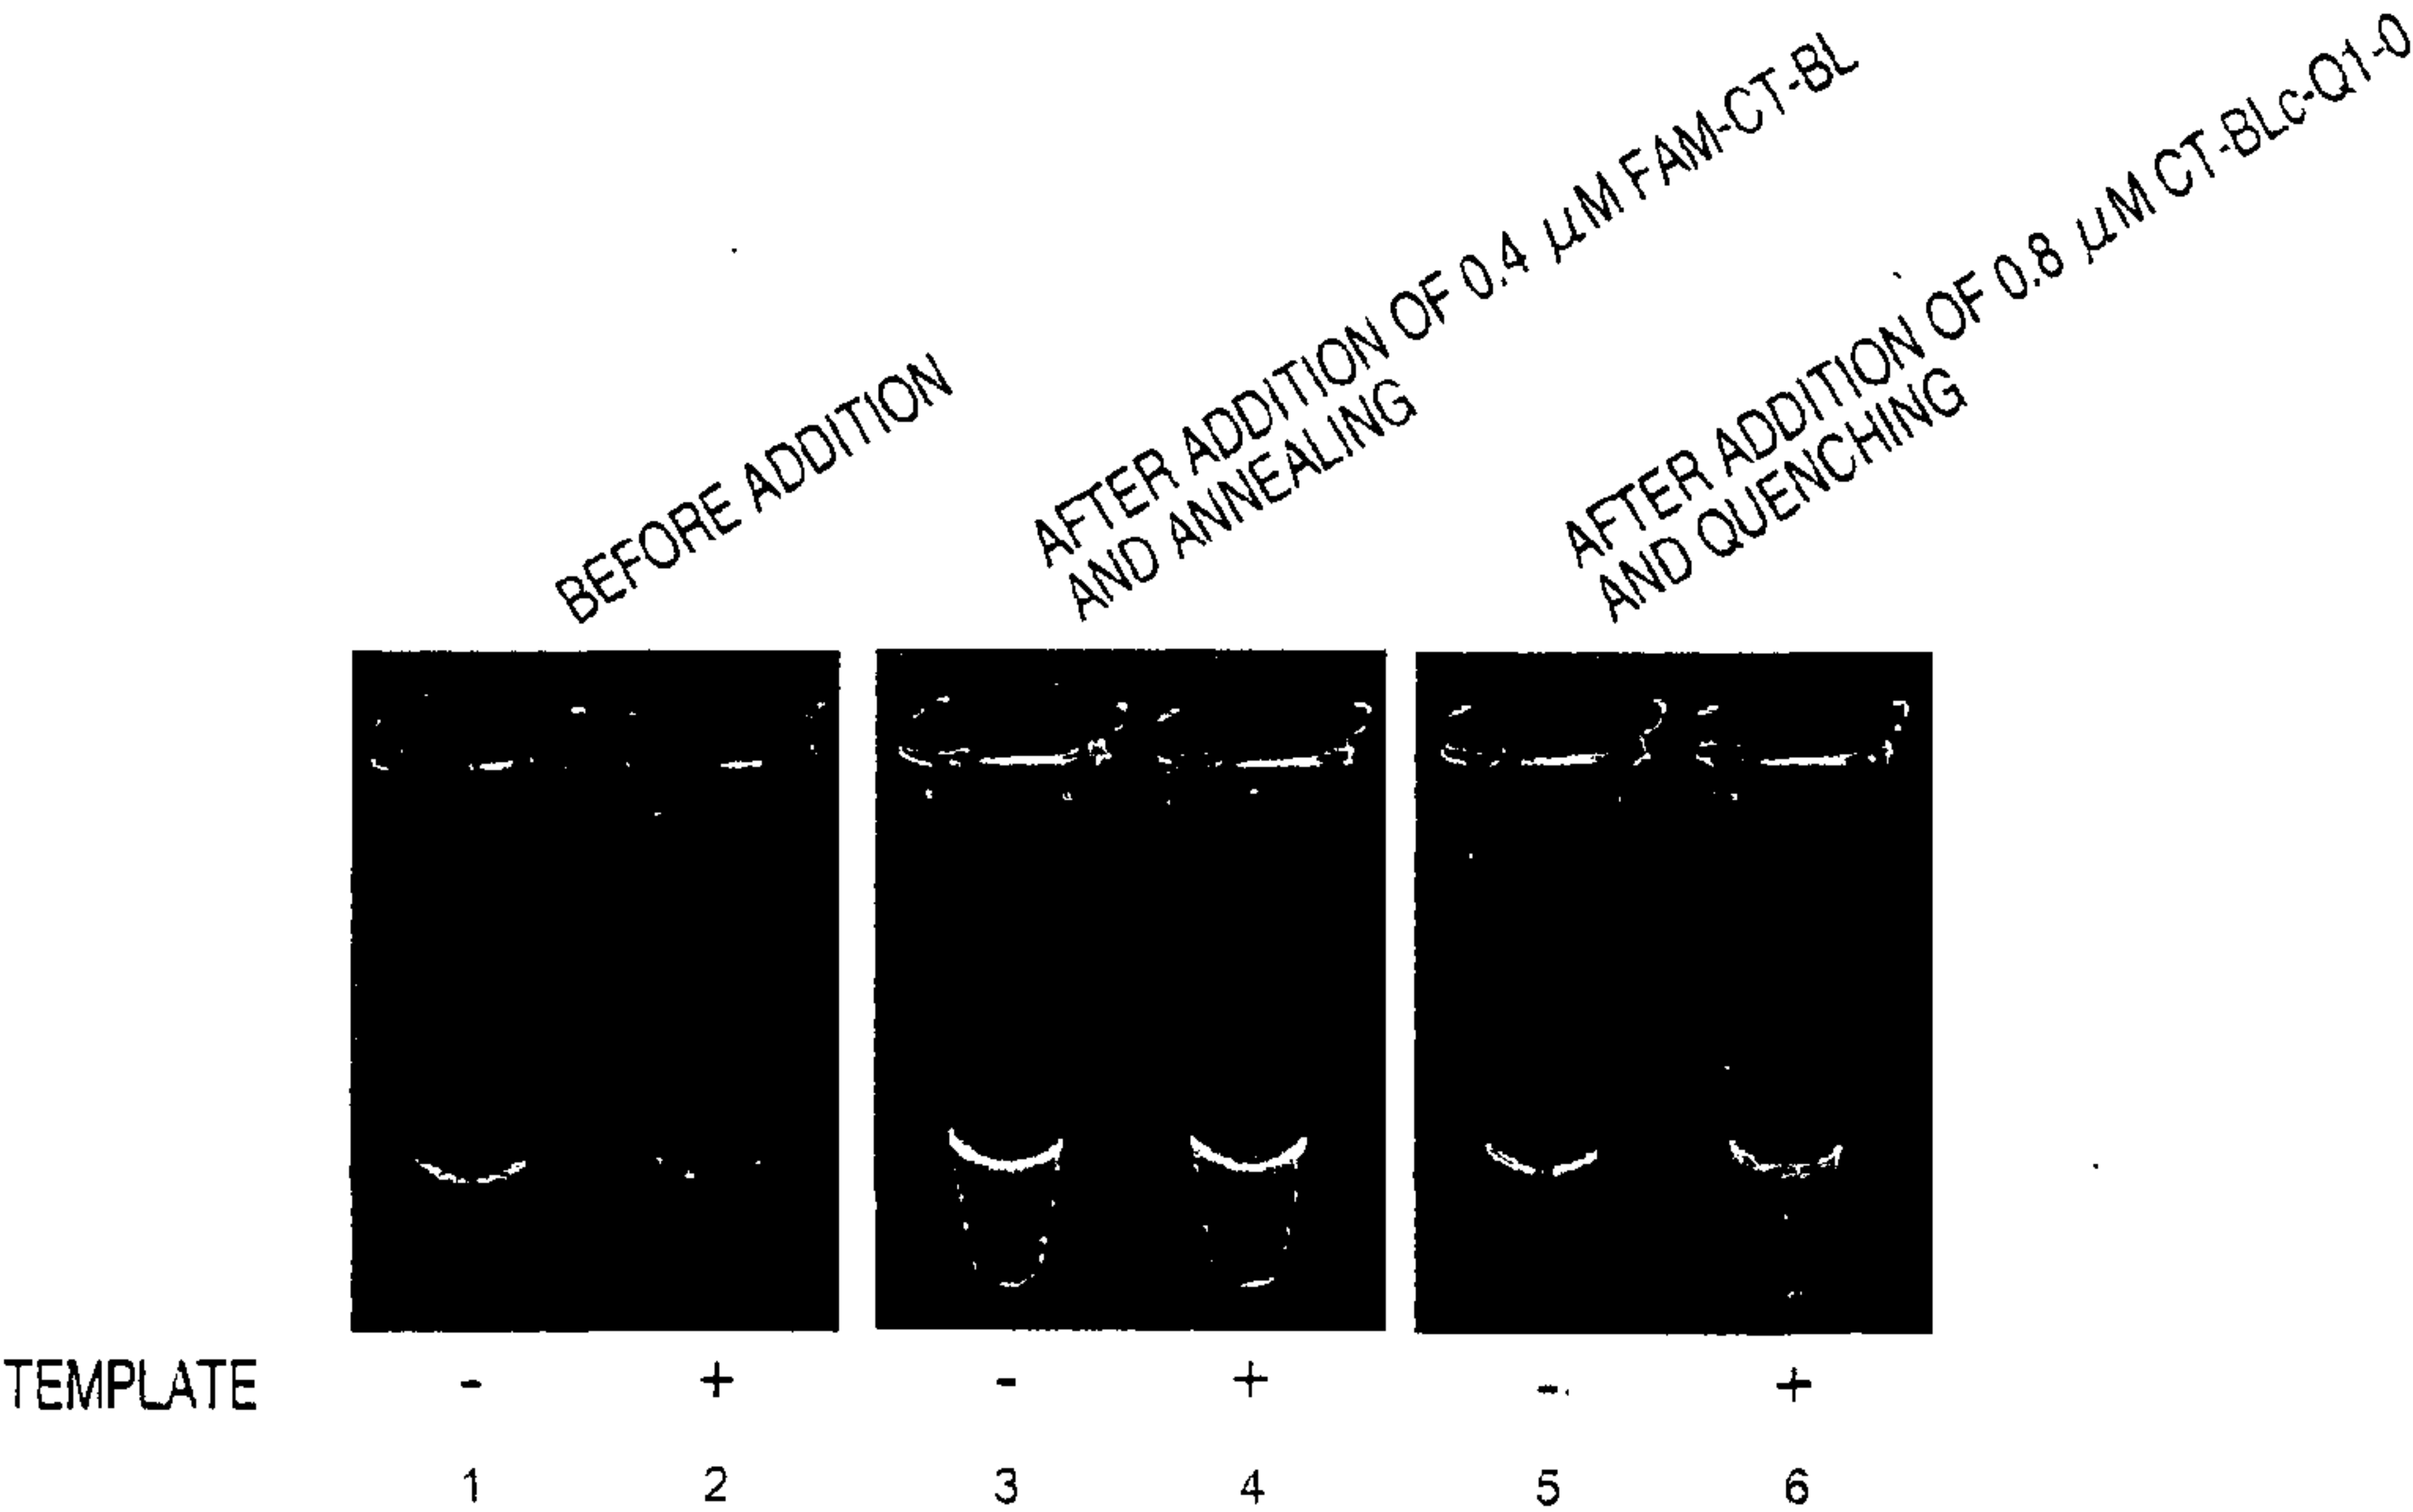 BEFORE ADDITION
AFTER ADDITION OF 0.4 μM FAM-CT-BL
AND ANNEALING
AFTER ADDITION OF 0.8 μM CT-BLc-Q1-0
AND QUENCHING
TEMPLATE - + - + - +
1 2 3 4 5 6